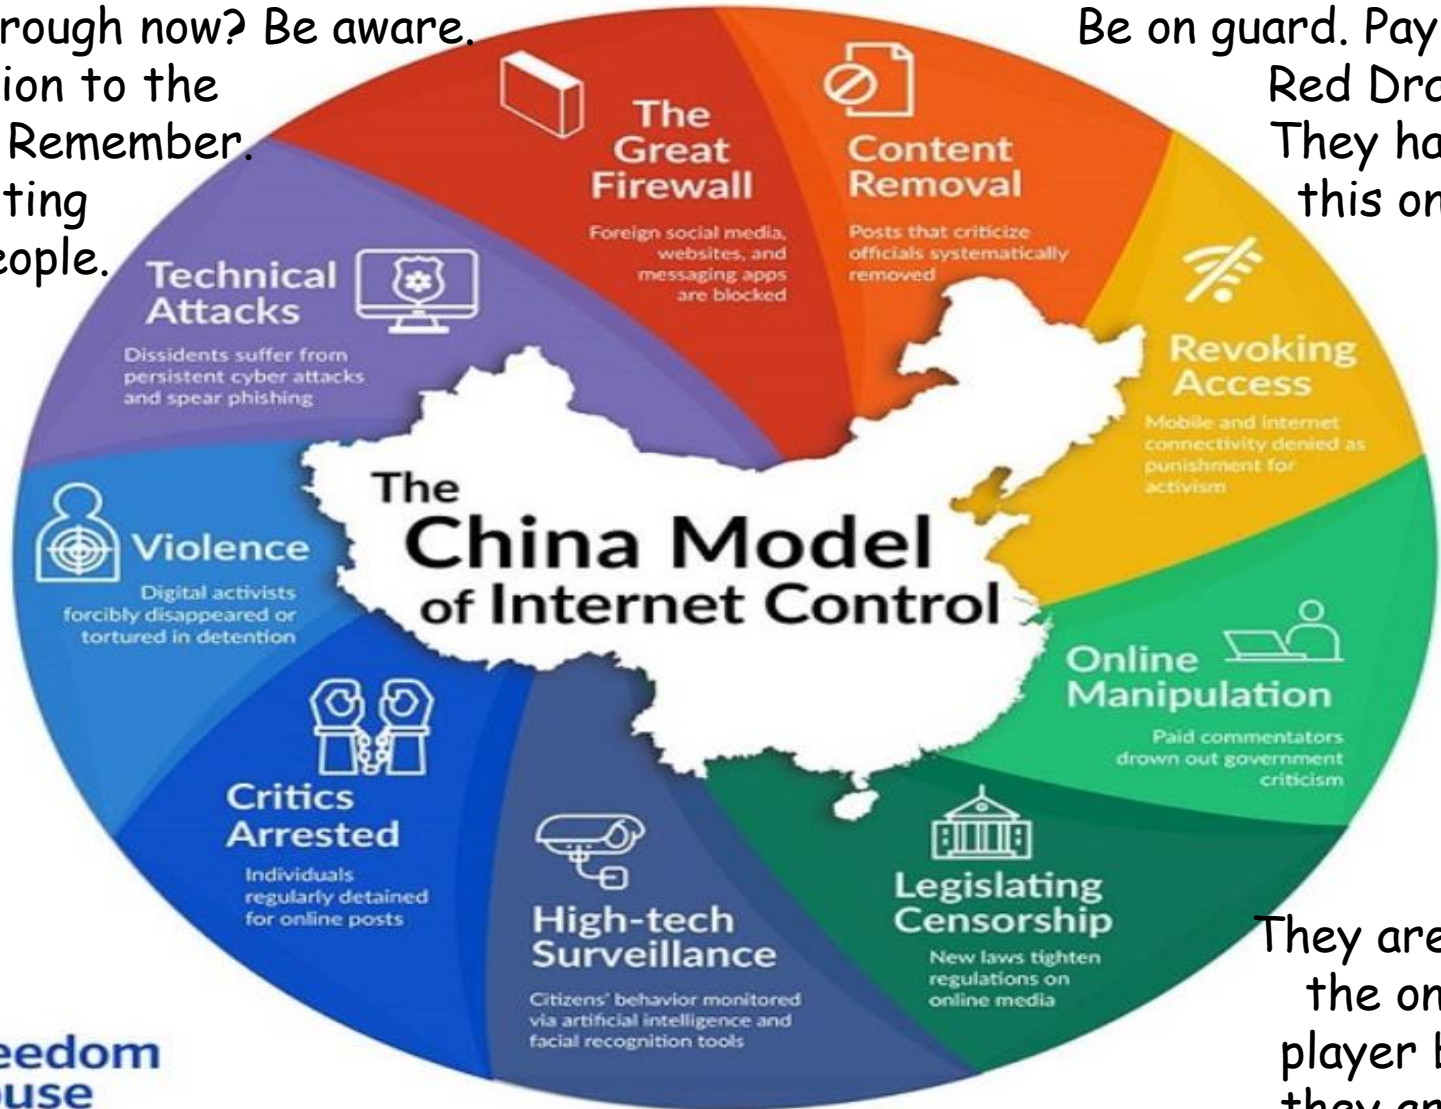 rough now? Be aware.
ion to the
Remember.
ting
eople.
Be on guard. Pay
Red Dra
They ha
this on
The
Great
Firewall
Foreign social media,
websites, and
messaging apps
are blocked
Content
Removal
Posts that criticize
officials systematically
removed
Revoking
Access
Mobile and internet
connectivity denied as
punishment for
activism
Online
Manipulation
Paid commentators
drown out government
criticism
Legislating
Censorship
New laws tighten
regulations on
online media
High-tech
Surveillance
Citizens' behavior monitored
via artificial intelligence and
facial recognition tools
Critics
Arrested
Individuals
regularly detained
for online posts
Violence
Digital activists
forcibly disappeared or
tortured in detention
Technical
Attacks
Dissidents suffer from
persistent cyber attacks
and spear phishing
The
China Model
of Internet Control
They are
the on
player b
they an
eedom
ouse